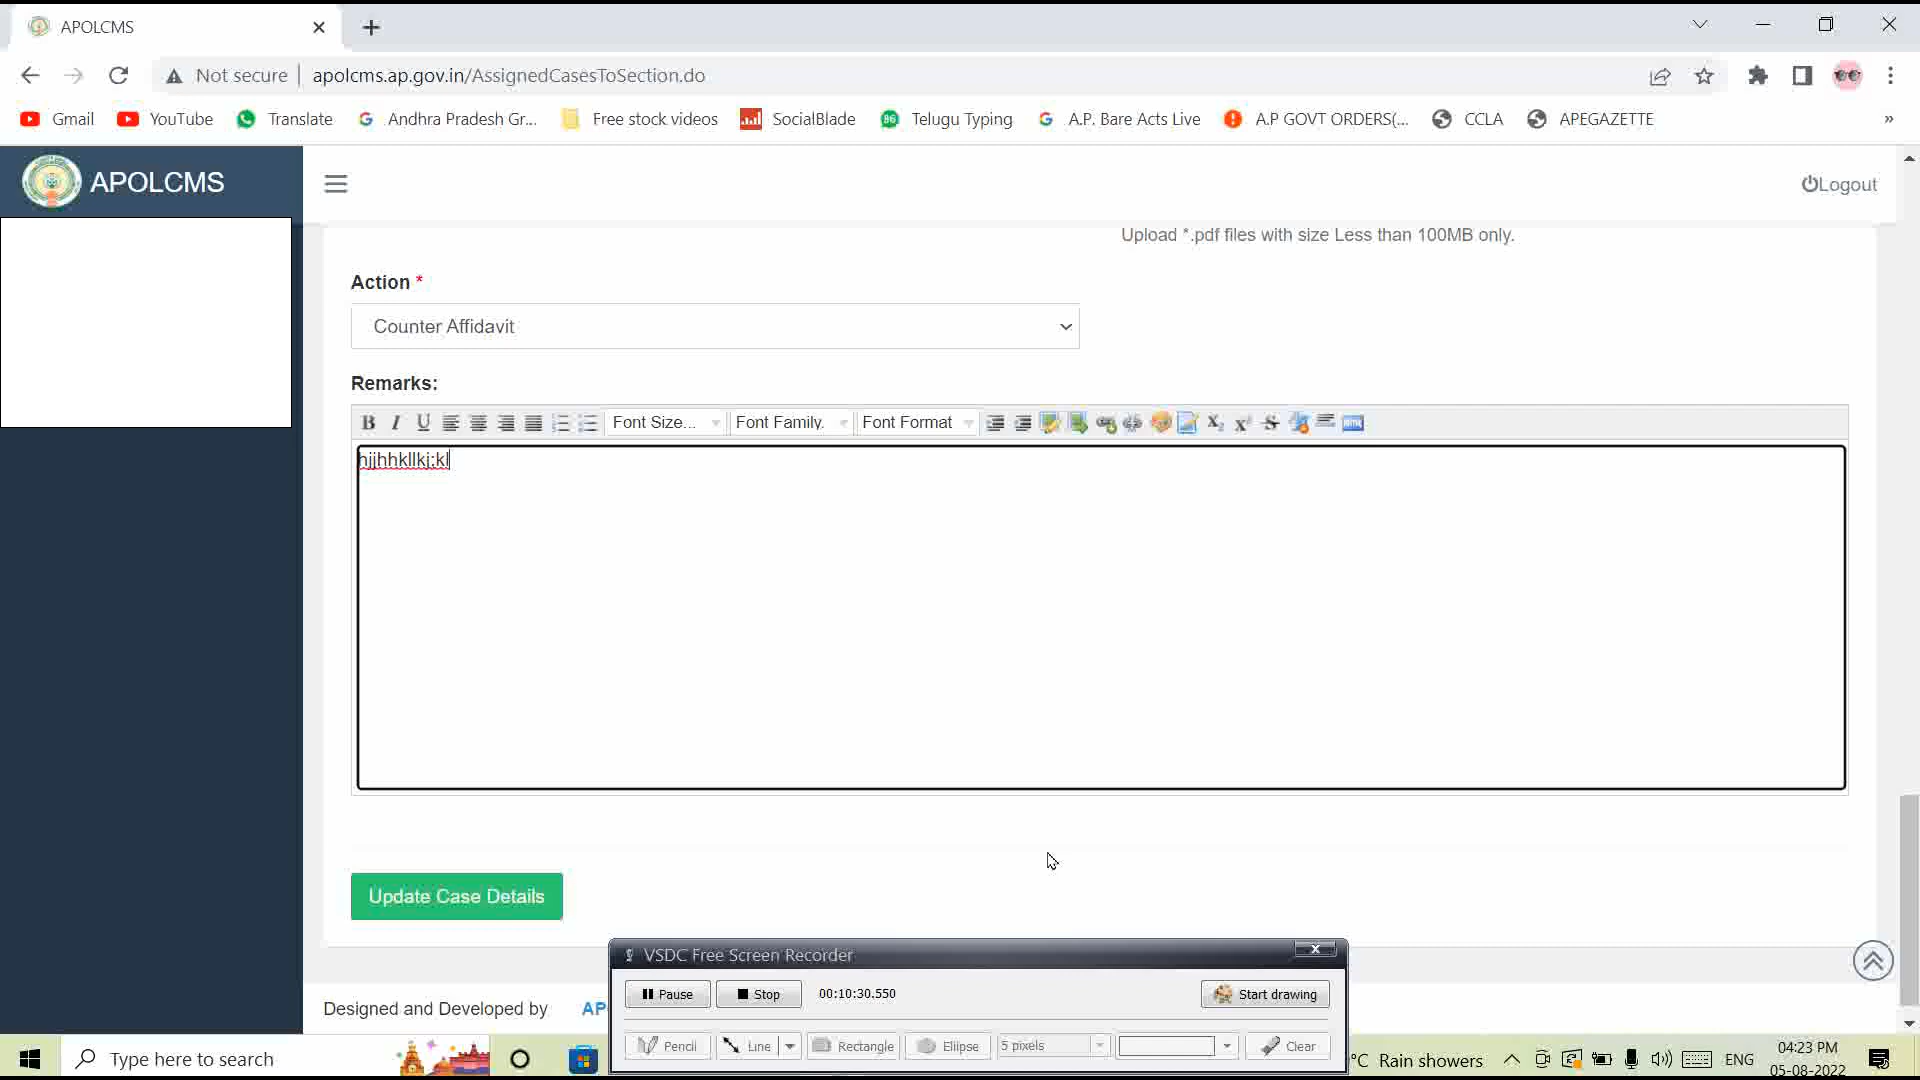 APOLCMS
Not secure
apolcms.ap.gov.in/AssignedCasesToSection.do
Gmail
YouTube
Translate
Andhra Pradesh Gr...
Free stock videos
SocialBlade
Telugu Typing
A.P. Bare Acts Live
A.P GOVT ORDERS(...
CCLA
APEGAZETTE
»
APOLCMS
Logout
Upload *.pdf files with size Less than 100MB only.
Action *
Counter Affidavit
Remarks:
Font Size...
Font Family.
Font Format
hjjhhkllkj;kl
Update Case Details
VSDC Free Screen Recorder
Pause
Stop
00:10:30.550
Start drawing
Designed and Developed by
AP
Pencil
Line
Rectangle
Ellipse
5 pixels
Clear
Type here to search
°C Rain showers
ENG
04:23 PM
05-08-2022